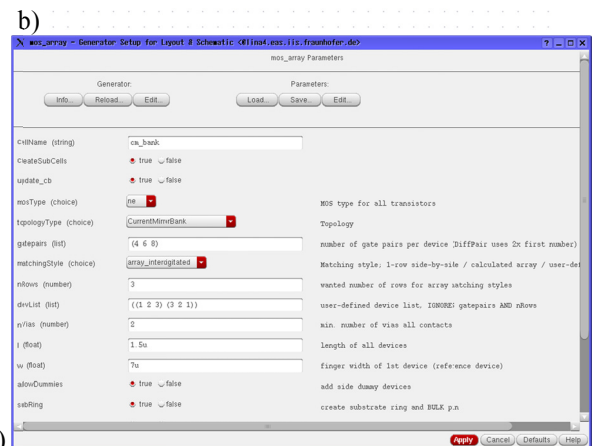 b)
X mos_array - Generator Setup for Layout & Schematic <@lina4.eas.iis.fraunhofer.de> ? _ □ X
mos_array Parameters
Generator: Parameters:
Info... Reload... Edit... Load... Save... Edit...
cellName (string) cm_bank
createSubCells true false
update_cb true false
mosType (choice) ne MOS type for all transistors
topologyType (choice) CurrentMirrorBank Topology
gatepairs (list) (4 6 8) number of gate pairs per device (DiffPair uses 2X first number)
matchingStyle (choice) array_interdigitated Matching style: 1-row side-by-side / calculated array / user-def
nRows (number) 3 wanted number of rows for array matching styles
devList (list) ((1 2 3) (3 2 1)) user-defined device list, IGNORES gatepairs AND nRows
nVias (number) 2 min. number of vias all contacts
l (float) 1.5u length of all devices
w (float) 7u finger width of 1st device (reference device)
allowDummies true false add side dummy devices
subRing true false create substrate ring and BULK pin
Apply Cancel Defaults Help
)